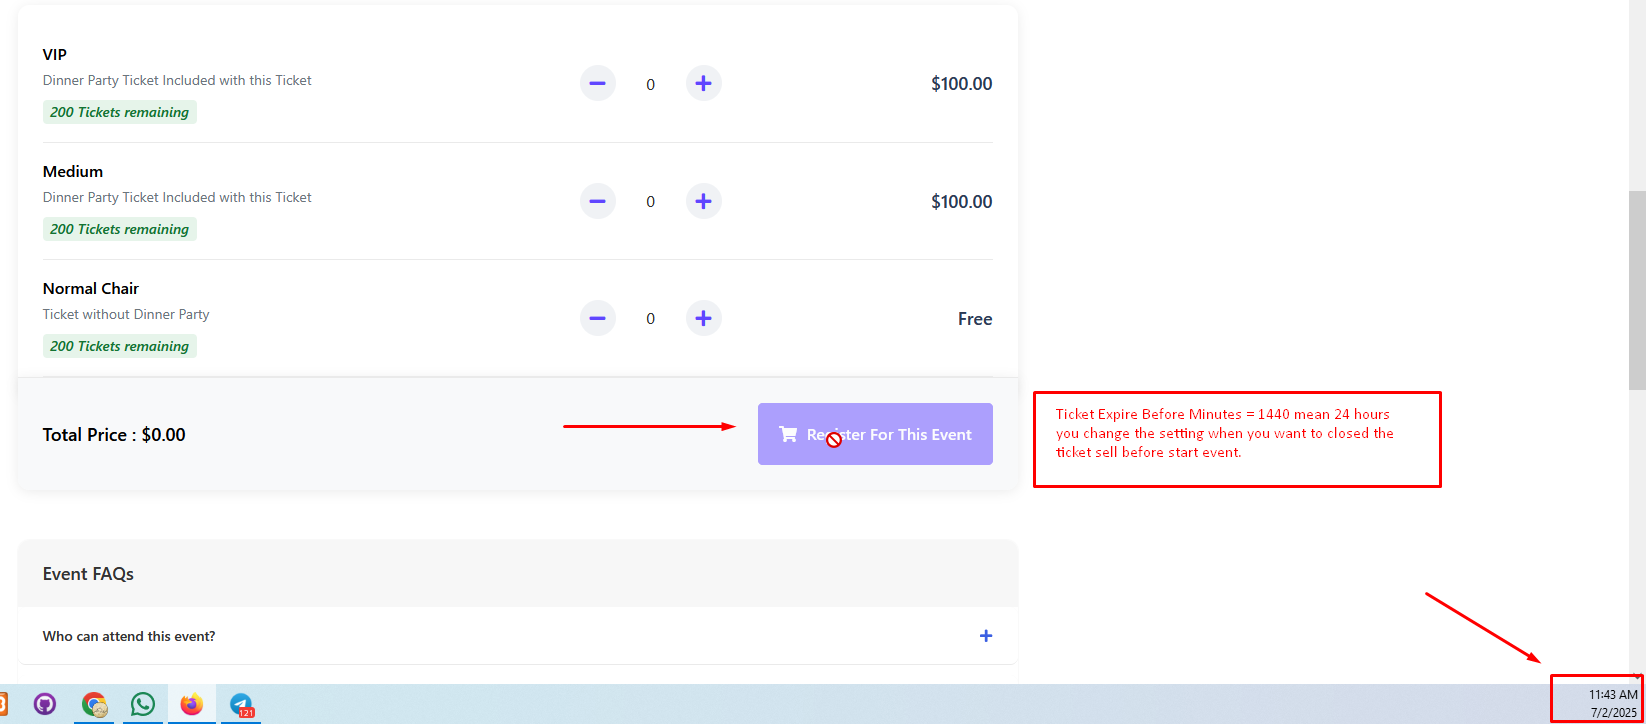 VIP
Dinner Party Ticket Included with this Ticket
200 Tickets remaining
0
$100.00
Medium
Dinner Party Ticket Included with this Ticket
200 Tickets remaining
0
$100.00
Normal Chair
Ticket without Dinner Party
200 Tickets remaining
0
Free
Total Price : $0.00
Register For This Event
Ticket Expire Before Minutes = 1440 mean 24 hours
you change the setting when you want to closed the
ticket sell before start event.
Event FAQs
Who can attend this event?
121
11:43 AM
7/2/2025